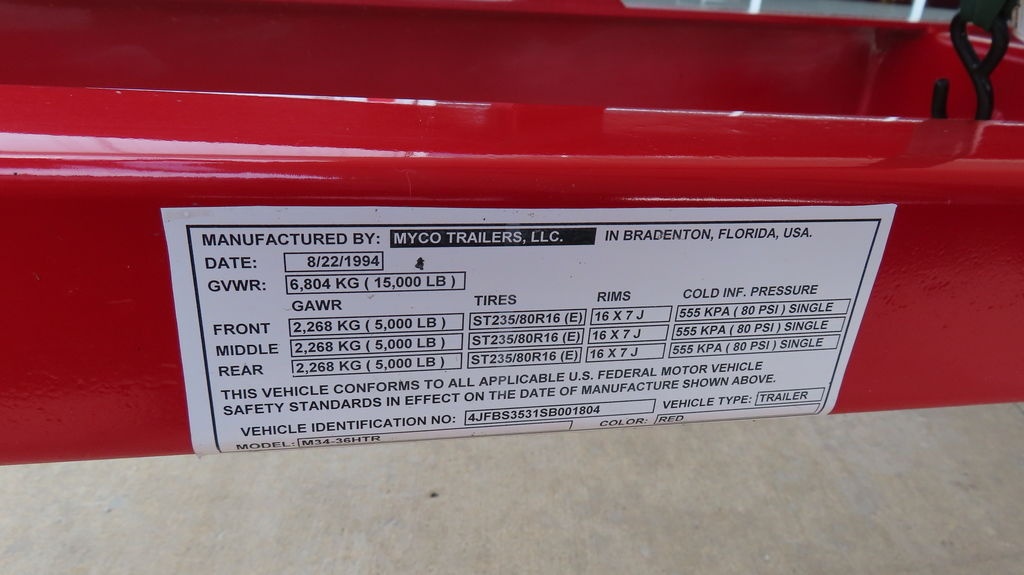 MANUFACTURED BY: MYCO TRAILERS, LLC. IN BRADENTON, FLORIDA, USA.
DATE: 8/22/1994
GVWR: 6,804 KG ( 15,000 LB )
GAWR TIRES RIMS COLD INF. PRESSURE
FRONT 2,268 KG ( 5,000 LB ) ST235/80R16 (E) 16 X 7 J 555 KPA ( 80 PSI ) SINGLE
MIDDLE 2,268 KG ( 5,000 LB ) ST235/80R16 (E) 16 X 7 J 555 KPA ( 80 PSI ) SINGLE
REAR 2,268 KG ( 5,000 LB ) ST235/80R16 (E) 16 X 7 J 555 KPA ( 80 PSI ) SINGLE
THIS VEHICLE CONFORMS TO ALL APPLICABLE U.S. FEDERAL MOTOR VEHICLE
SAFETY STANDARDS IN EFFECT ON THE DATE OF MANUFACTURE SHOWN ABOVE.
VEHICLE IDENTIFICATION NO: 4JFBS3531SB001804 VEHICLE TYPE: TRAILER
MODEL: M34-36HTR COLOR: RED